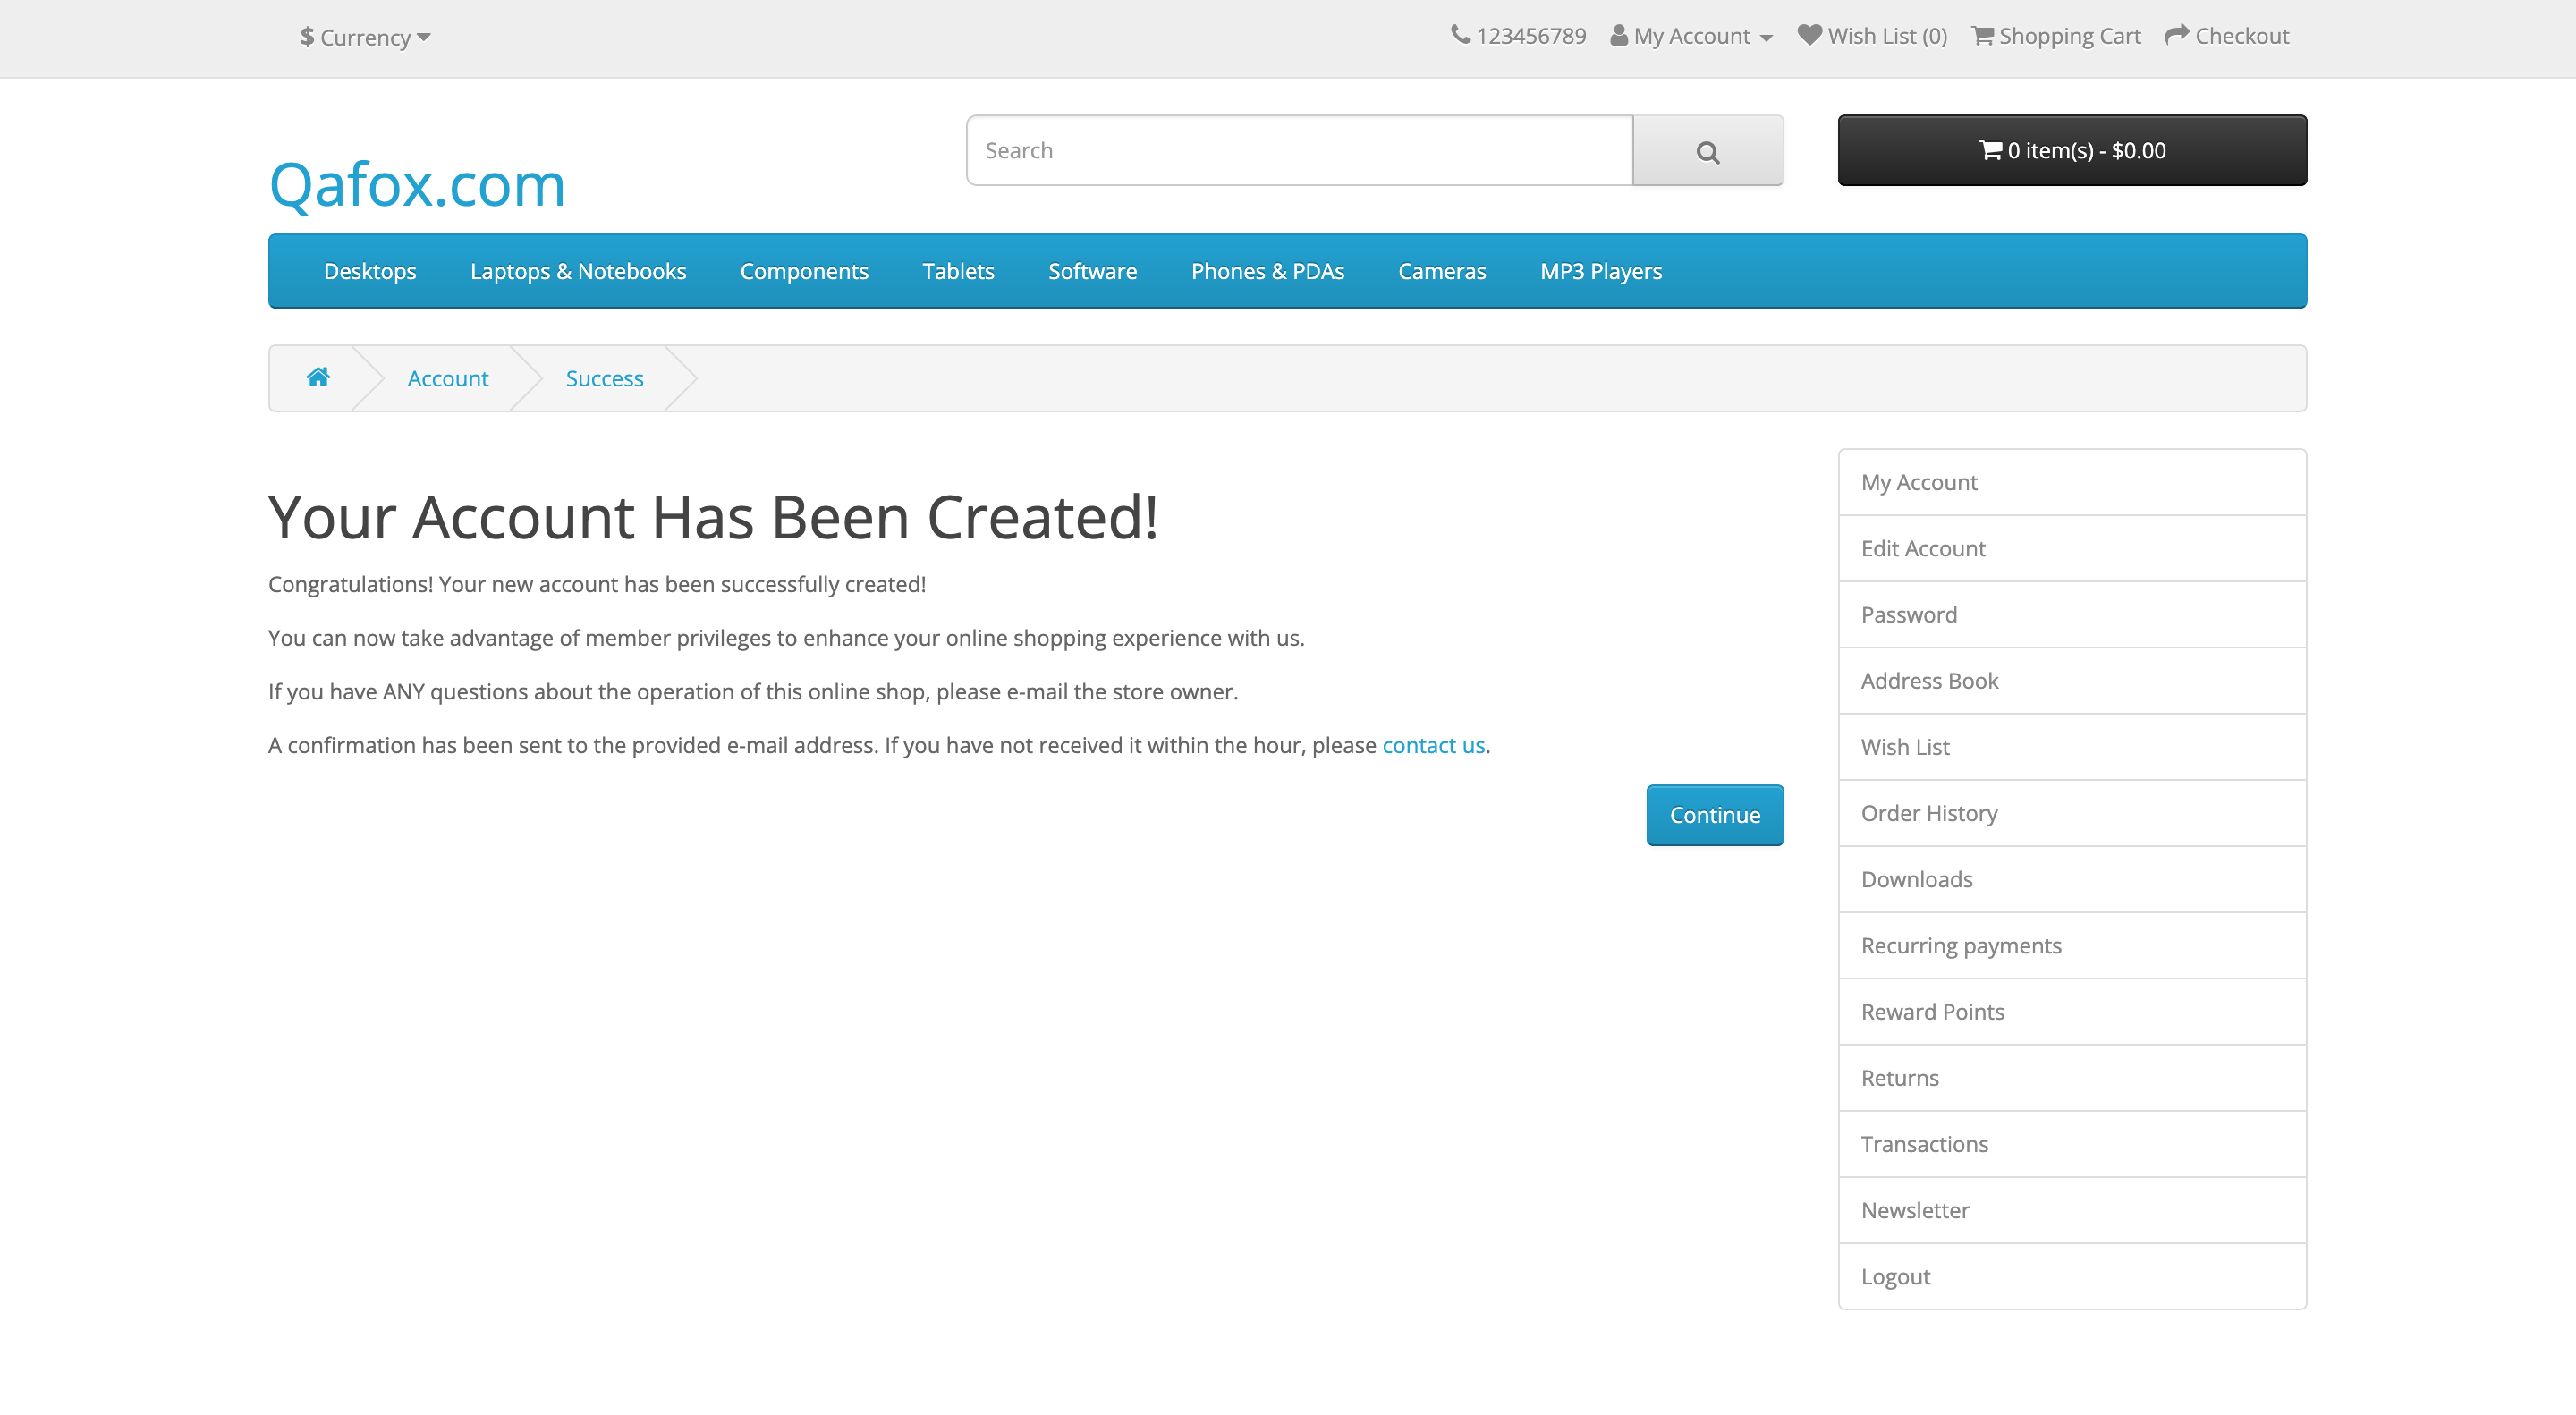 $ Currency
123456789 My Account Wish List (0) Shopping Cart Checkout
Qafox.com
Search
0 item(s) - $0.00
Desktops Laptops & Notebooks Components Tablets Software Phones & PDAs Cameras MP3 Players
Account Success
Your Account Has Been Created!
Congratulations! Your new account has been successfully created!
You can now take advantage of member privileges to enhance your online shopping experience with us.
If you have ANY questions about the operation of this online shop, please e-mail the store owner.
A confirmation has been sent to the provided e-mail address. If you have not received it within the hour, please contact us.
Continue
My Account
Edit Account
Password
Address Book
Wish List
Order History
Downloads
Recurring payments
Reward Points
Returns
Transactions
Newsletter
Logout